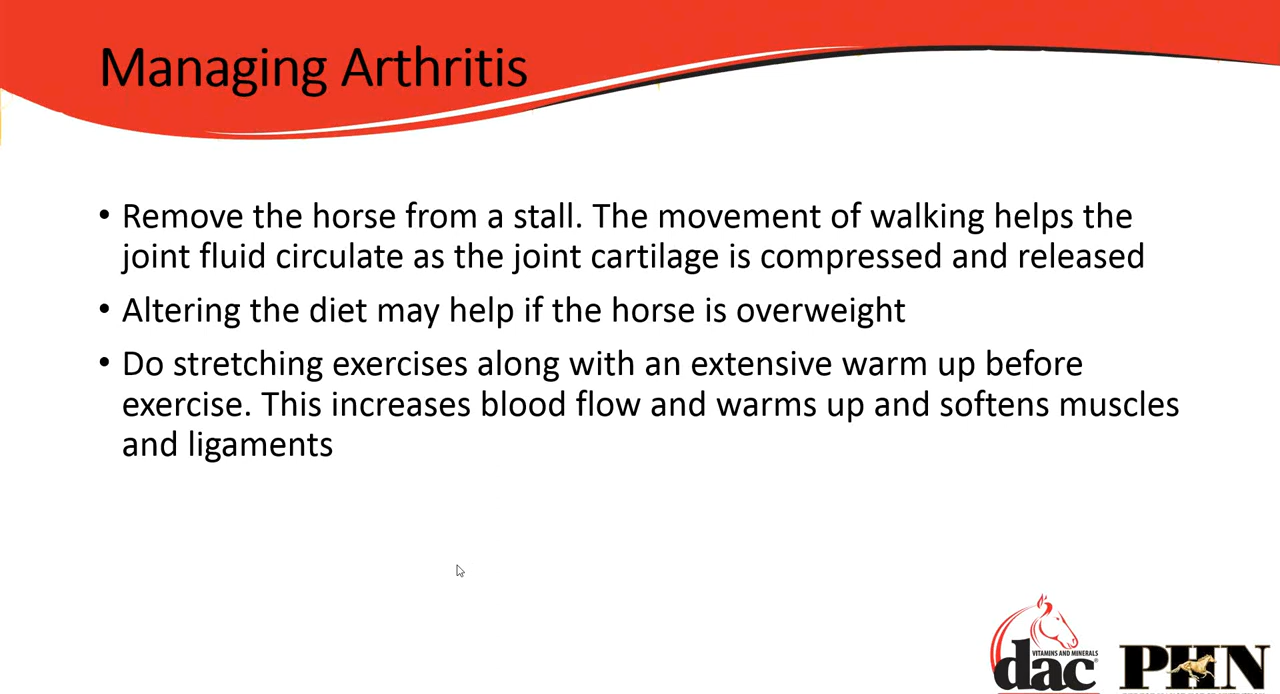 Managing Arthritis
• Remove the horse from a stall. The movement of walking helps the
joint fluid circulate as the joint cartilage is compressed and released
• Altering the diet may help if the horse is overweight
• Do stretching exercises along with an extensive warm up before
exercise. This increases blood flow and warms up and softens muscles
and ligaments
VITAMINS AND MINERALS
dac®
PHN